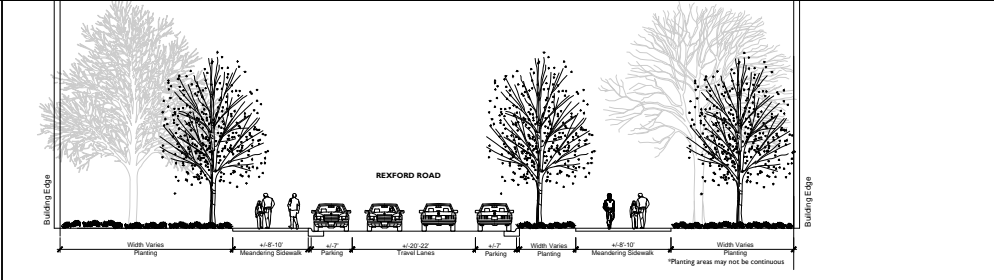 REXFORD ROAD
Building Edge
Building Edge
Width Varies
Planting
+/-8'-10'
Meandering Sidewalk
+/-7'
Parking
+/-20'-22'
Travel Lanes
+/-7'
Parking
Width Varies
Planting
+/-8'-10'
Meandering Sidewalk
Width Varies
Planting
*Planting areas may not be continuous